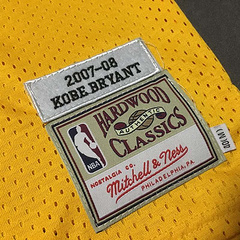 2007-08
KOBE BRYANT
HARDWOOD
AUTHENTIC
CLASSICS
NBA
NOSTALGIA CO.
Mitchell & Ness
PHILADELPHIA, PA.